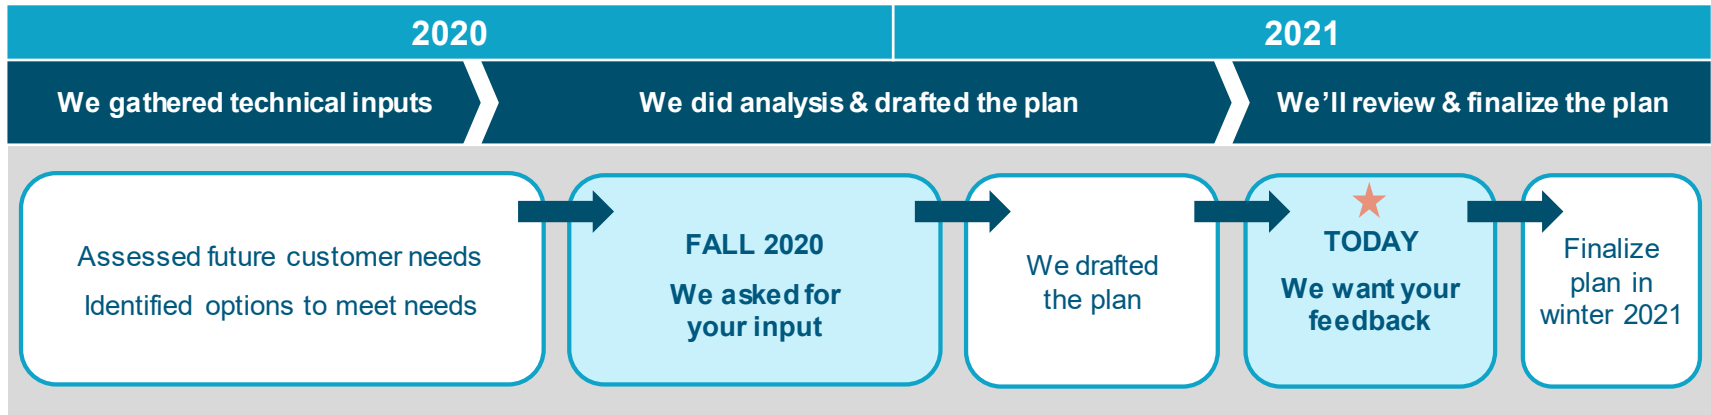 2020
2021
We gathered technical inputs
We did analysis & drafted the plan
We'll review & finalize the plan
Assessed future customer needs
Identified options to meet needs
FALL 2020
We asked for
your input
We drafted
the plan
TODAY
We want your
feedback
Finalize
plan in
winter 2021